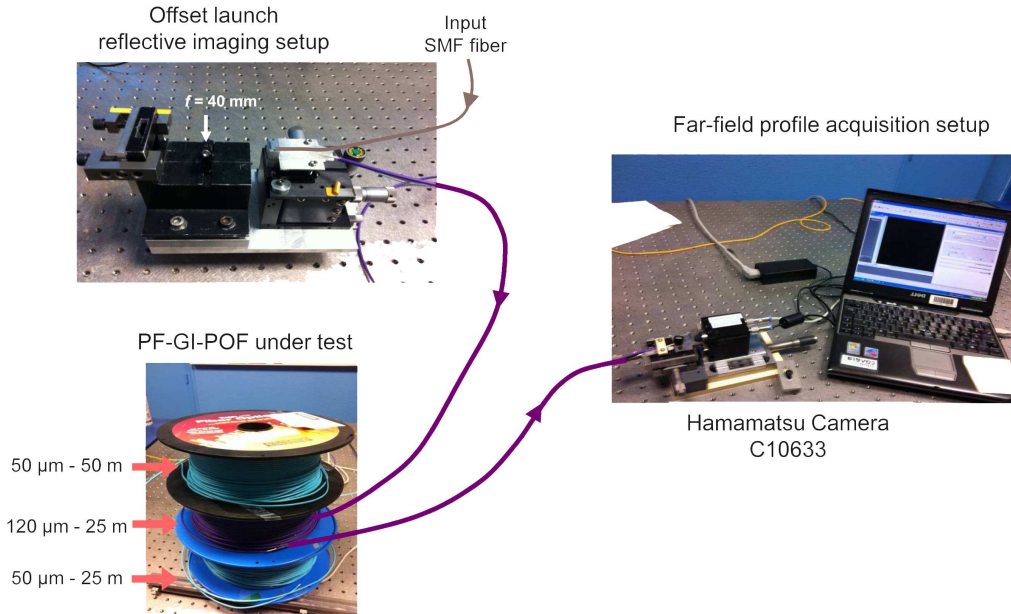 Offset launch
reflective imaging setup
Input
SMF fiber
f = 40 mm
Far-field profile acquisition setup
DELL
PF-GI-POF under test
50 µm - 50 m
120 µm - 25 m
50 µm - 25 m
Hamamatsu Camera
C10633